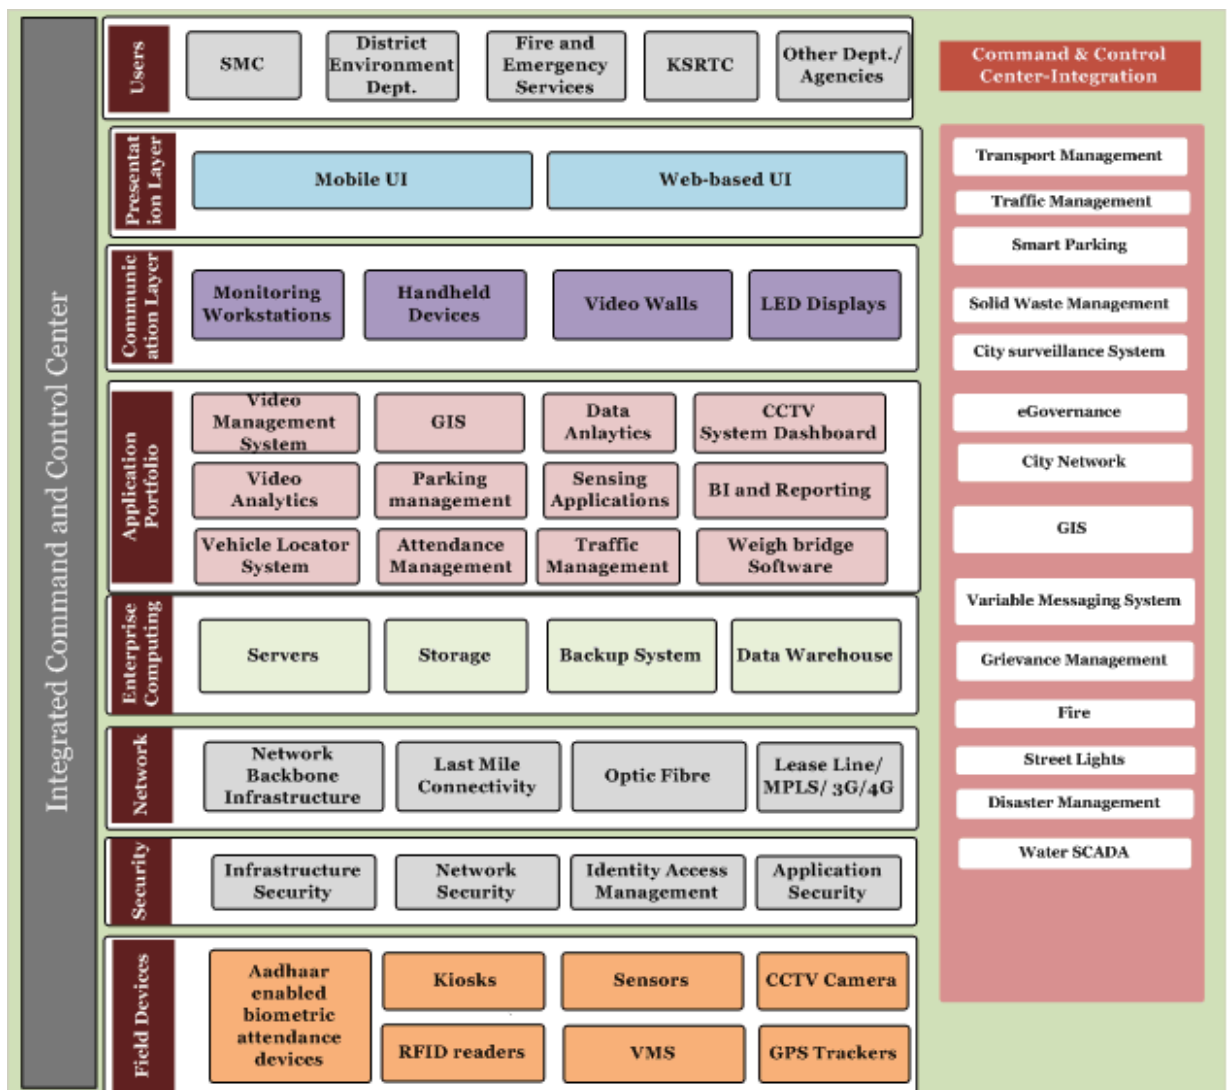 Integrated Command and Control Center
Users
SMC
District
Environment
Dept.
Fire and
Emergency
Services
KSRTC
Other Dept./
Agencies
Presentat
ion Layer
Mobile UI
Web-based UI
Communic
ation Layer
Monitoring
Workstations
Handheld
Devices
Video Walls
LED Displays
Application
Portfolio
Video
Management
System
GIS
Data
Anlaytics
CCTV
System Dashboard
Video
Analytics
Parking
management
Sensing
Applications
BI and Reporting
Vehicle Locator
System
Attendance
Management
Traffic
Management
Weigh bridge
Software
Enterprise
Computing
Servers
Storage
Backup System
Data Warehouse
Network
Network
Backbone
Infrastructure
Last Mile
Connectivity
Optic Fibre
Lease Line/
MPLS/ 3G/4G
Security
Infrastructure
Security
Network
Security
Identity Access
Management
Application
Security
Field Devices
Aadhaar
enabled
biometric
attendance
devices
Kiosks
Sensors
CCTV Camera
RFID readers
VMS
GPS Trackers
Command & Control
Center-Integration
Transport Management
Traffic Management
Smart Parking
Solid Waste Management
City surveillance System
eGovernance
City Network
GIS
Variable Messaging System
Grievance Management
Fire
Street Lights
Disaster Management
Water SCADA